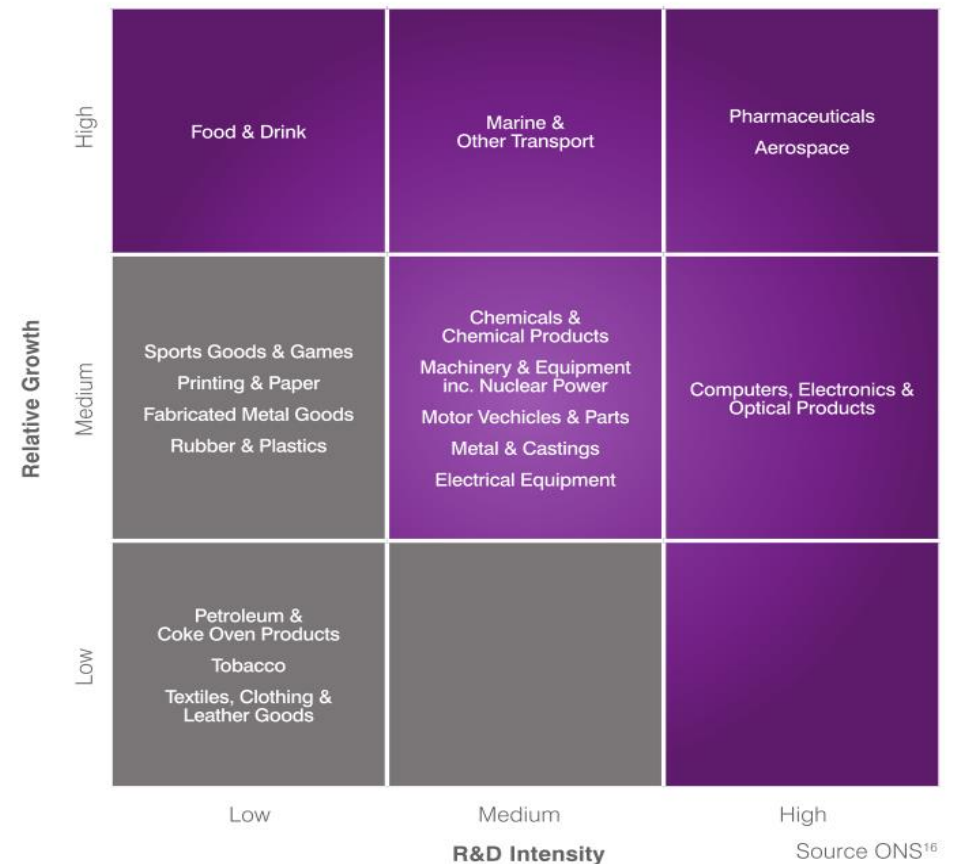 High
Food & Drink
Marine &
Other Transport
Pharmaceuticals
Aerospace
Relative Growth
Medium
Sports Goods & Games
Printing & Paper
Fabricated Metal Goods
Rubber & Plastics
Chemicals &
Chemical Products
Machinery & Equipment
inc. Nuclear Power
Motor Vechicles & Parts
Metal & Castings
Electrical Equipment
Computers, Electronics &
Optical Products
Low
Petroleum &
Coke Oven Products
Tobacco
Textiles, Clothing &
Leather Goods
Low
Medium
High
R&D Intensity
Source ONS¹⁶